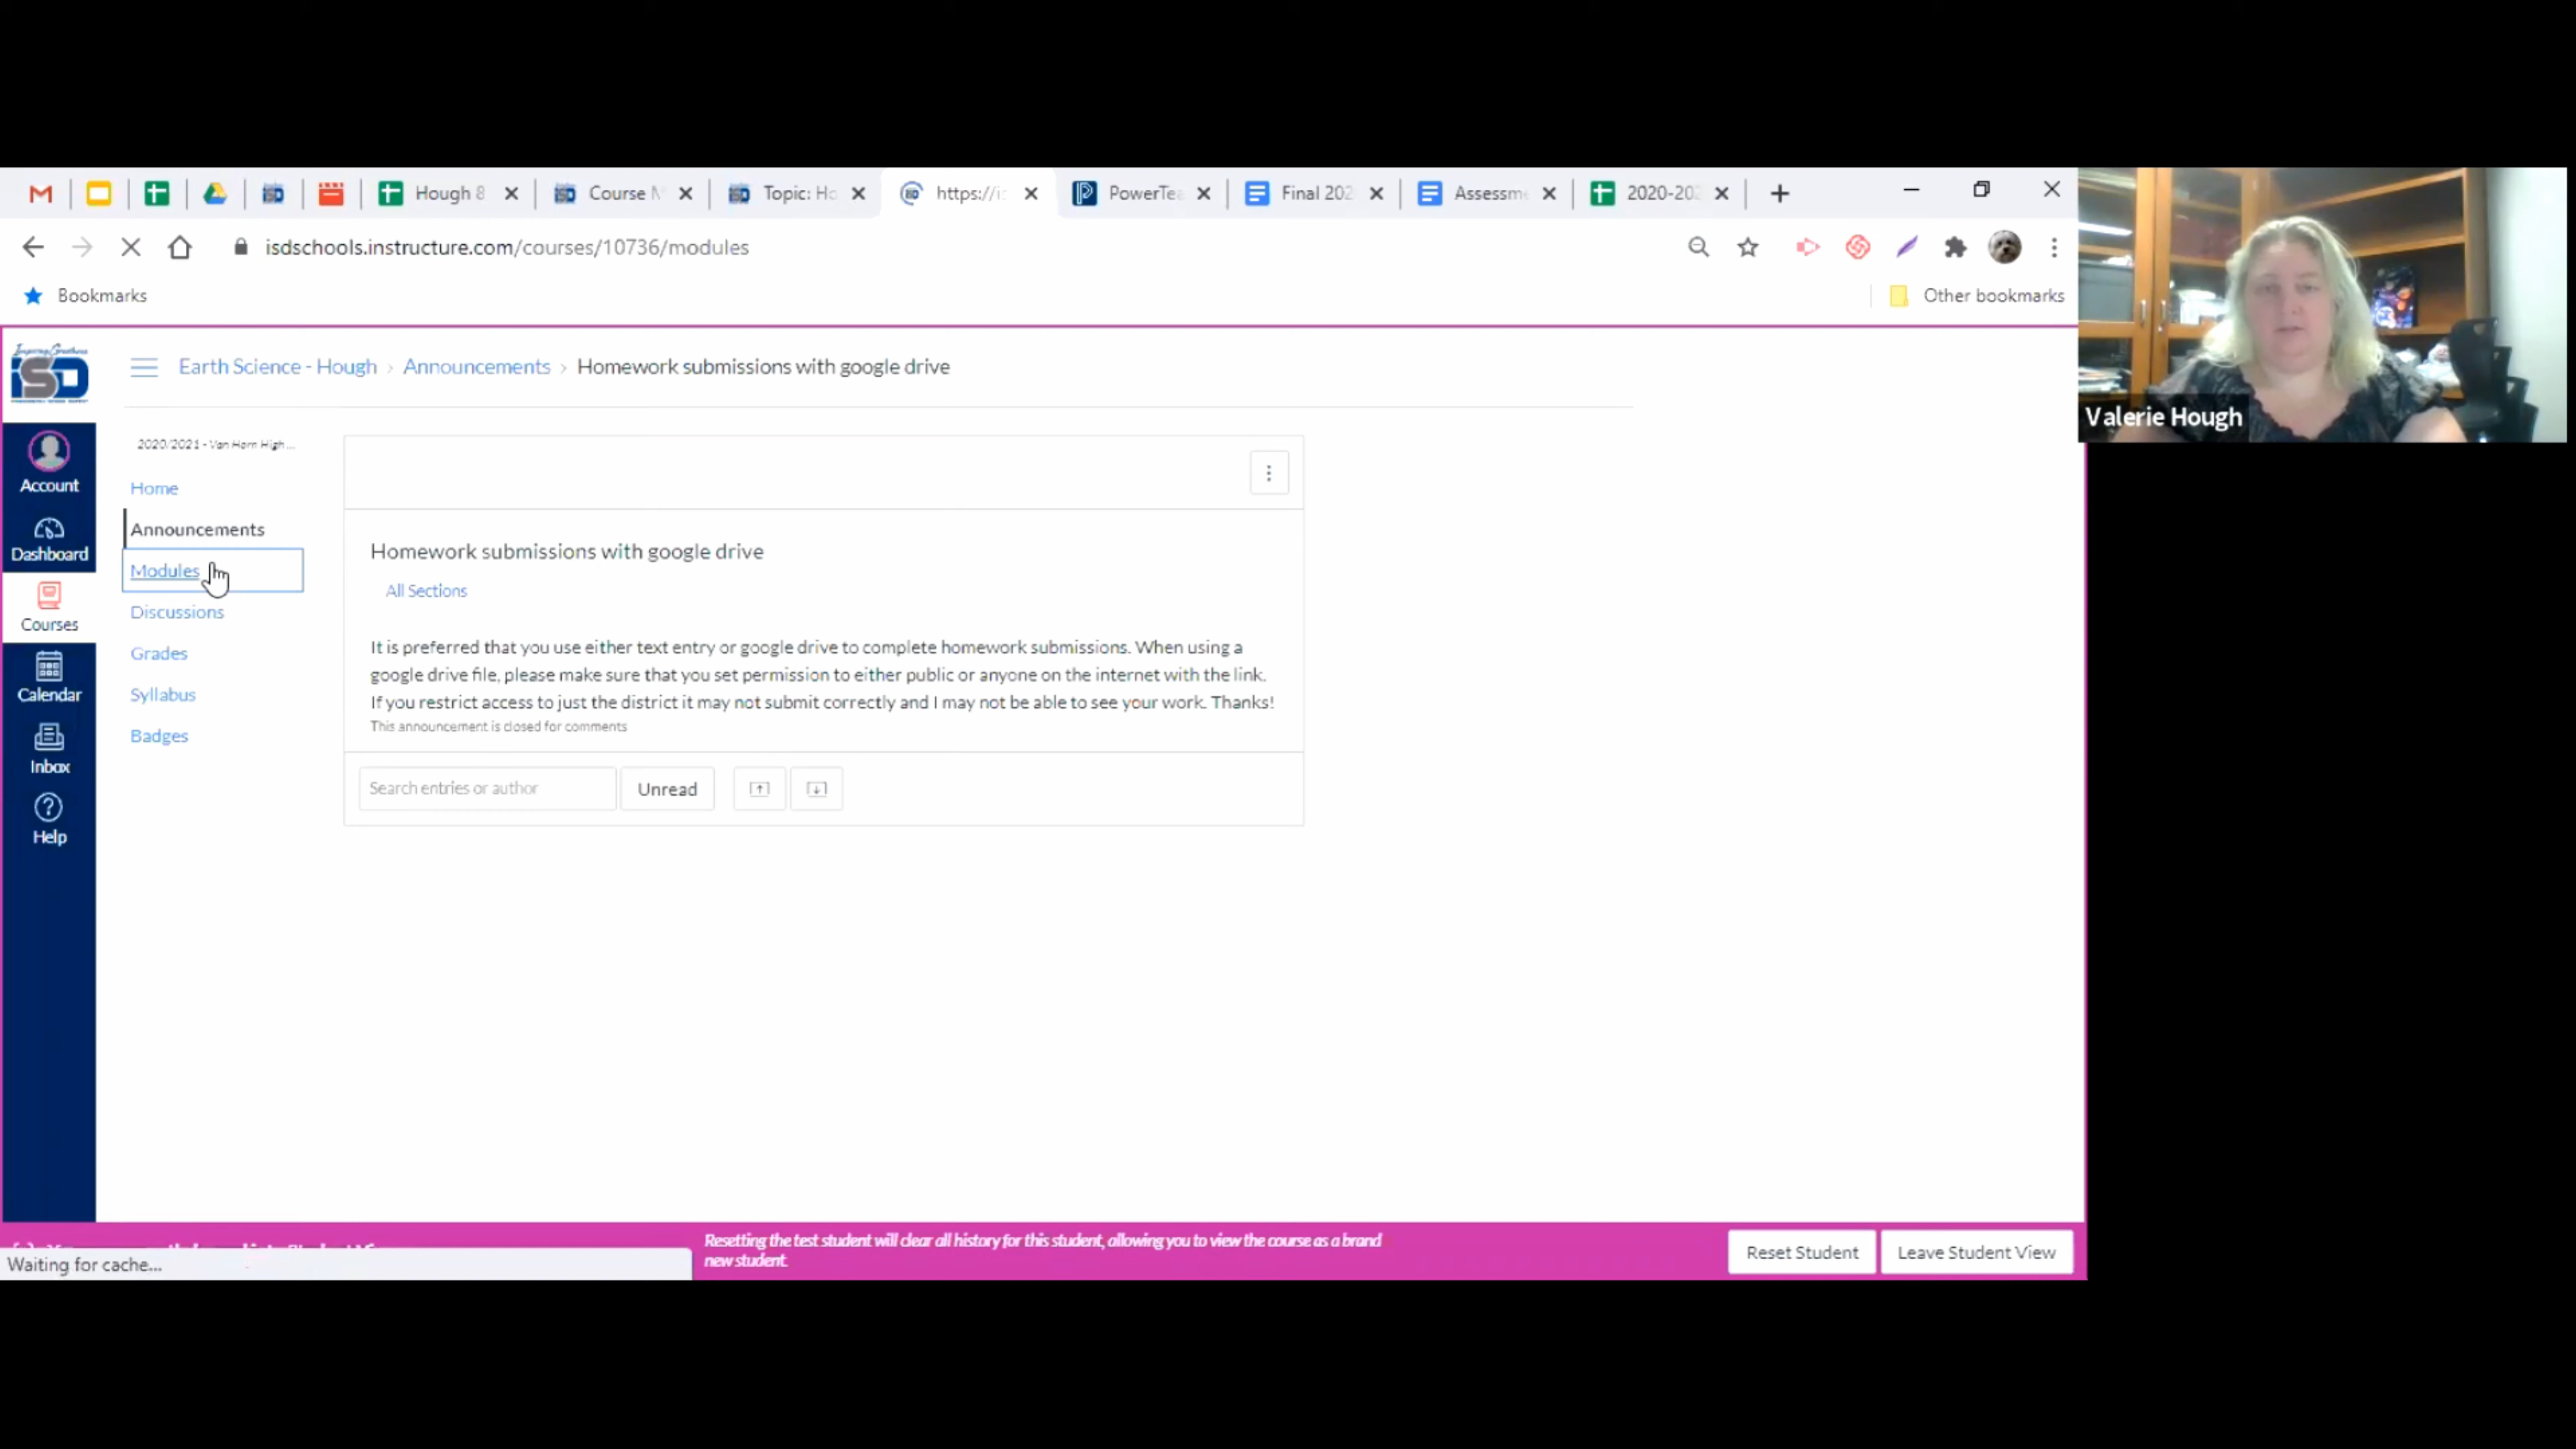 Hough 8
Course M
Topic: Ho
https://i
PowerTea
Final 202
Assessm
2020-202
isdschools.instructure.com/courses/10736/modules
Bookmarks
Other bookmarks
Valerie Hough
iSD
Earth Science - Hough › Announcements › Homework submissions with google drive
2020/2021 - Van Horn High ...
Account
Dashboard
Courses
Calendar
Inbox
Help
Home
Announcements
Modules
Discussions
Grades
Syllabus
Badges
Homework submissions with google drive
All Sections
It is preferred that you use either text entry or google drive to complete homework submissions. When using a
google drive file, please make sure that you set permission to either public or anyone on the internet with the link.
If you restrict access to just the district it may not submit correctly and I may not be able to see your work. Thanks!
This announcement is closed for comments
Search entries or author
Unread
Resetting the test student will clear all history for this student, allowing you to view the course as a brand
new student.
Reset Student
Leave Student View
Waiting for cache...